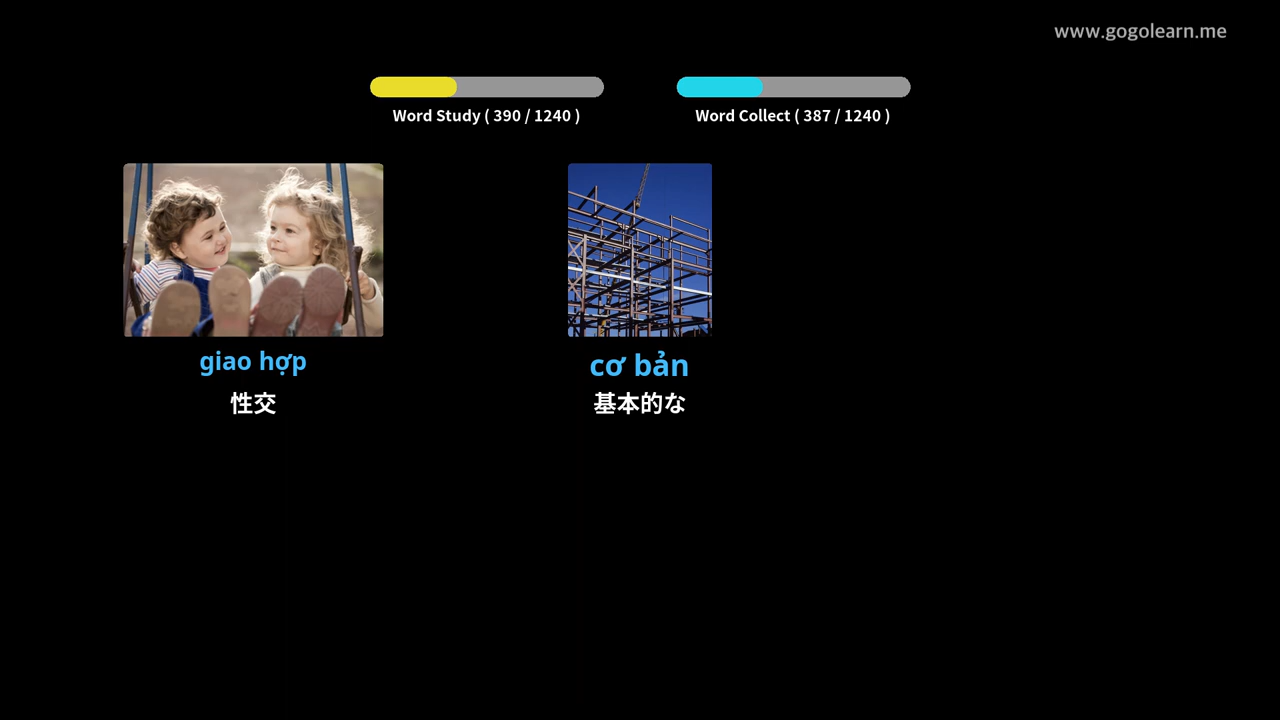 www.gogolearn.me
Word Study ( 390 / 1240 )
Word Collect ( 387 / 1240 )
giao hợp
性交
cơ bản
基本的な